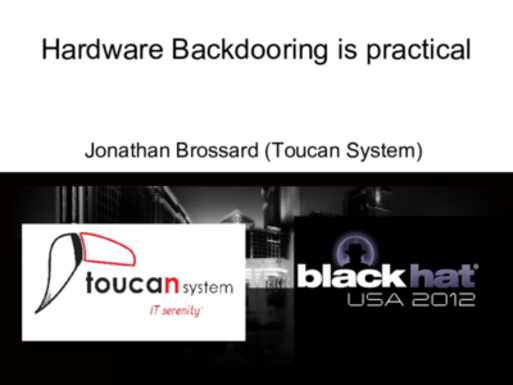 Hardware Backdooring is practical
Jonathan Brossard (Toucan System)
toucan system
IT serenity
black hat®
USA 2012